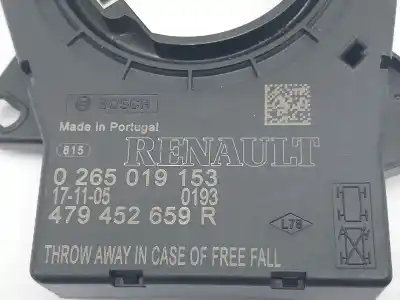 BOSCH
Made in Portugal
815
RENAULT
0 265 019 153
17-11-05 0193
479 452 659 R
L78
THROW AWAY IN CASE OF FREE FALL